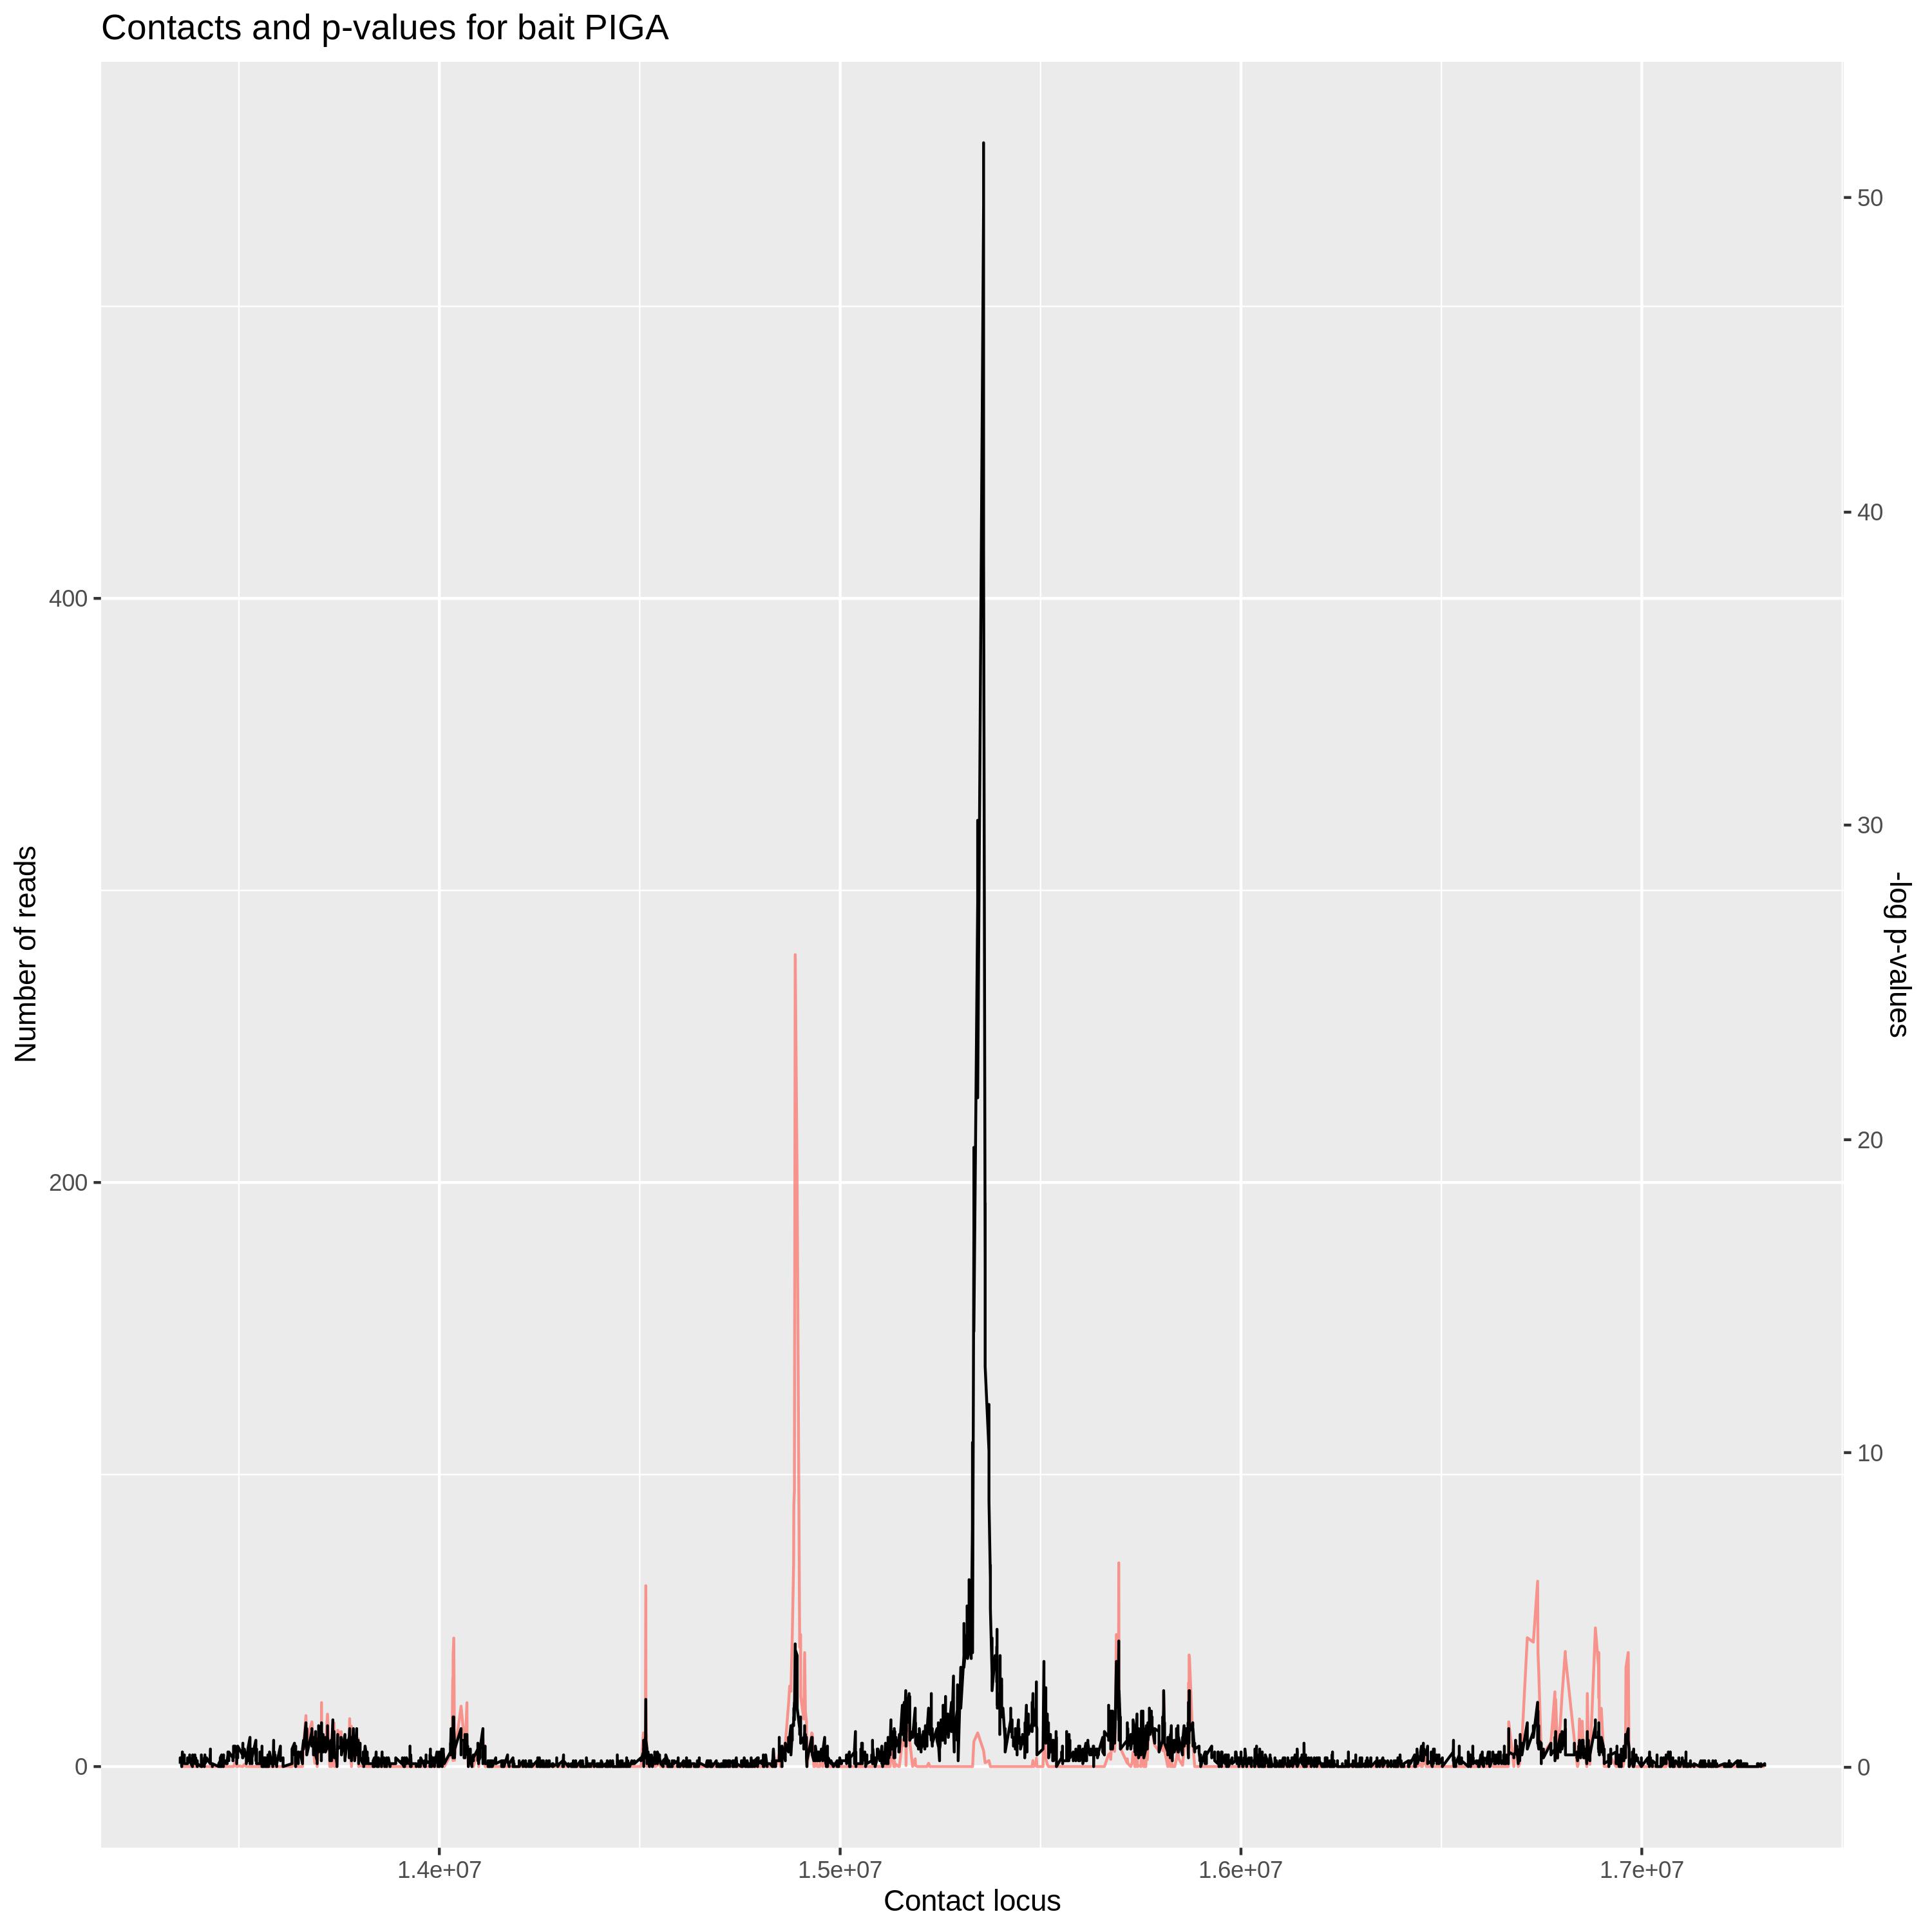 Contacts and p-values for bait PIGA
Number of reads
400
200
0
50
40
30
20
10
0
-log p-values
1.4e+07
1.5e+07
1.6e+07
1.7e+07
Contact locus